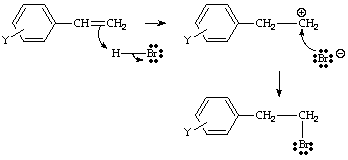 CH=CH₂
Y
H—Br
⊕
CH₂—CH₂
Y
Br ⊖
CH₂—CH₂
Y
Br